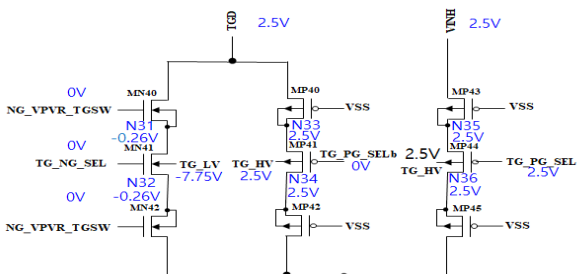 TGD
2.5V
VINH
2.5V
0V
MN40
MP40
MP43
NG_VPVR_TGSW
VSS
VSS
N31
N33
N35
-0.26V
2.5V
2.5V
0V
MN41
MP41
2.5V
MP44
TG_NG_SEL
TG_LV
TG_HV
TG_PG_SELb
TG_HV
TG_PG_SEL
-7.75V
2.5V
0V
2.5V
N32
N34
N36
-0.26V
2.5V
2.5V
0V
MN42
MP42
MP45
NG_VPVR_TGSW
VSS
VSS